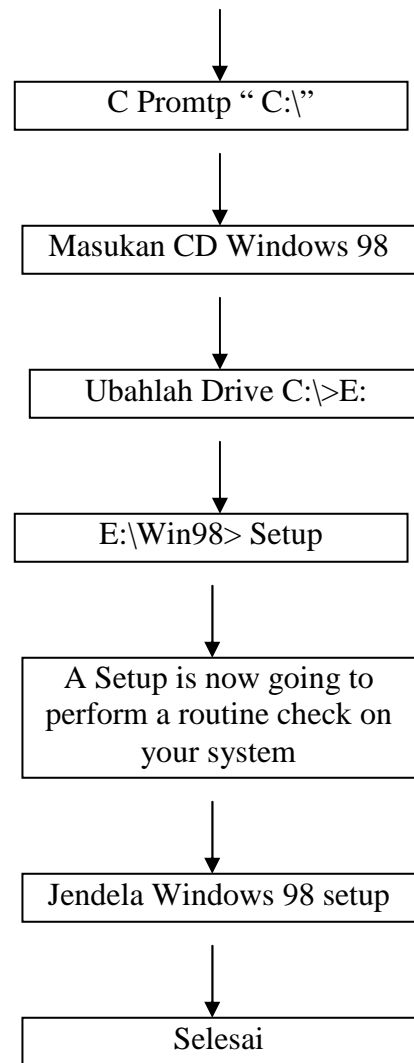 C Promtp “ C:\”
Masukan CD Windows 98
Ubahlah Drive C:\>E:
E:\Win98> Setup
A Setup is now going to
perform a routine check on
your system
Jendela Windows 98 setup
Selesai